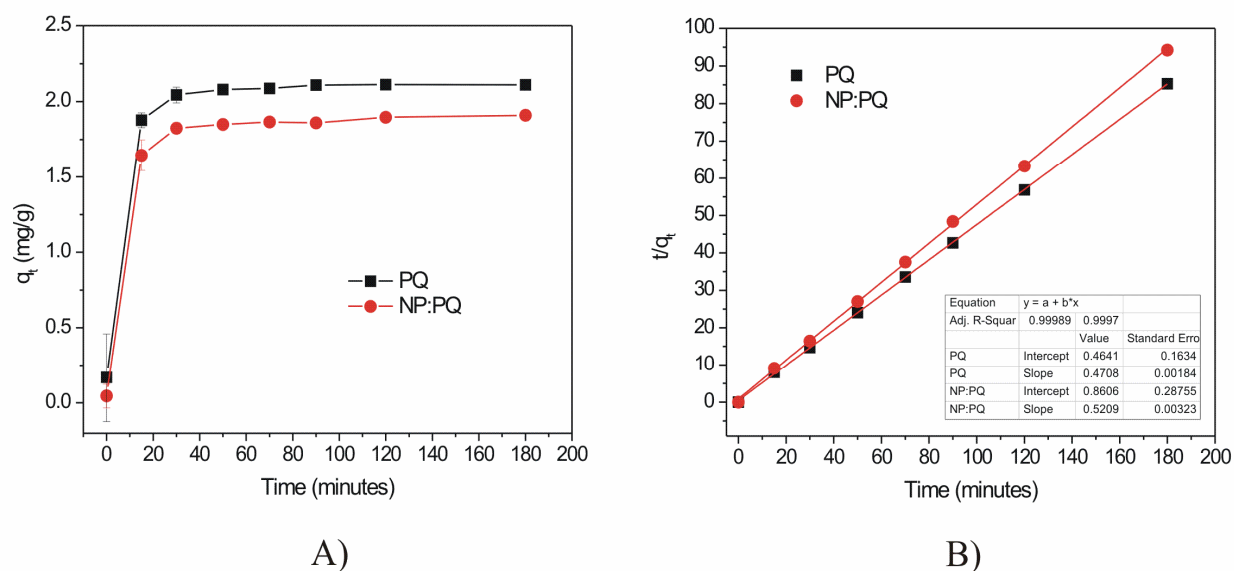 2.5
2.0
1.5
1.0
0.5
0.0
qt (mg/g)
PQ
NP:PQ
0 20 40 60 80 100 120 140 160 180 200
Time (minutes)
A)
100
90
80
70
60
50
40
30
20
10
0
t/qt
PQ
NP:PQ
Equation y = a + b*x
Adj. R-Squar 0.99989 0.9997
Value Standard Erro
PQ Intercept 0.4641 0.1634
PQ Slope 0.4708 0.00184
NP:PQ Intercept 0.8606 0.28755
NP:PQ Slope 0.5209 0.00323
0 20 40 60 80 100 120 140 160 180 200
Time (minutes)
B)